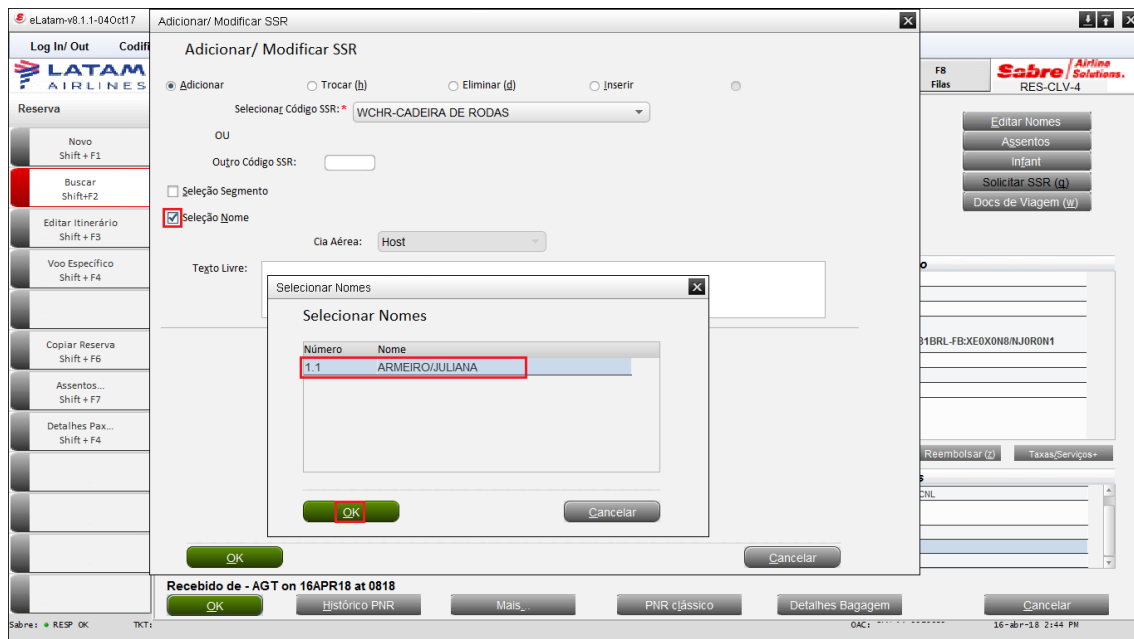 eLatam-v8.1.1-04Oct17
Adicionar/ Modificar SSR
Log In/ Out Codifi
LATAM
AIRLINES
Reserva
Novo
Shift + F1
Buscar
Shift+F2
Editar Itinerário
Shift + F3
Voo Específico
Shift + F4
Copiar Reserva
Shift + F6
Assentos...
Shift + F7
Detalhes Pax...
Shift + F4
Adicionar/ Modificar SSR
Adicionar Trocar (h) Eliminar (d) Inserir
Selecionar Código SSR:* WCHR-CADEIRA DE RODAS
OU
Outro Código SSR:
Seleção Segmento
Seleção Nome
Cia Aérea: Host
Texto Livre:
Selecionar Nomes
Selecionar Nomes
Número Nome
1.1 ARMEIRO/JULIANA
OK Cancelar
OK Cancelar
F8
Filas
Sabre Airline Solutions.
RES-CLV-4
Editar Nomes
Assentos
Infant
Solicitar SSR (q)
Docs de Viagem (w)
o
81BRL-FB:XE0X0N8/NJ0R0N1
Reembolsar (z) Taxas/Serviços+
s
CNL
Recebido de - AGT on 16APR18 at 0818
OK Histórico PNR Mais... PNR clássico Detalhes Bagagem Cancelar
Sabre: RESP OK TKT: OAC: 16-abr-18 2:44 PM